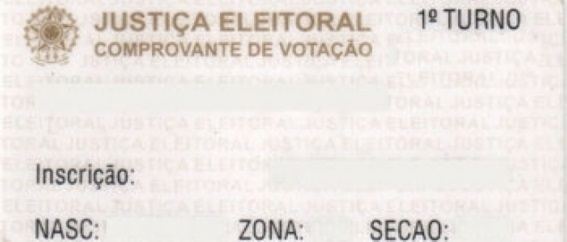 JUSTIÇA ELEITORAL 1º TURNO
COMPROVANTE DE VOTAÇÃO
Inscrição:
NASC: ZONA: SECAO: